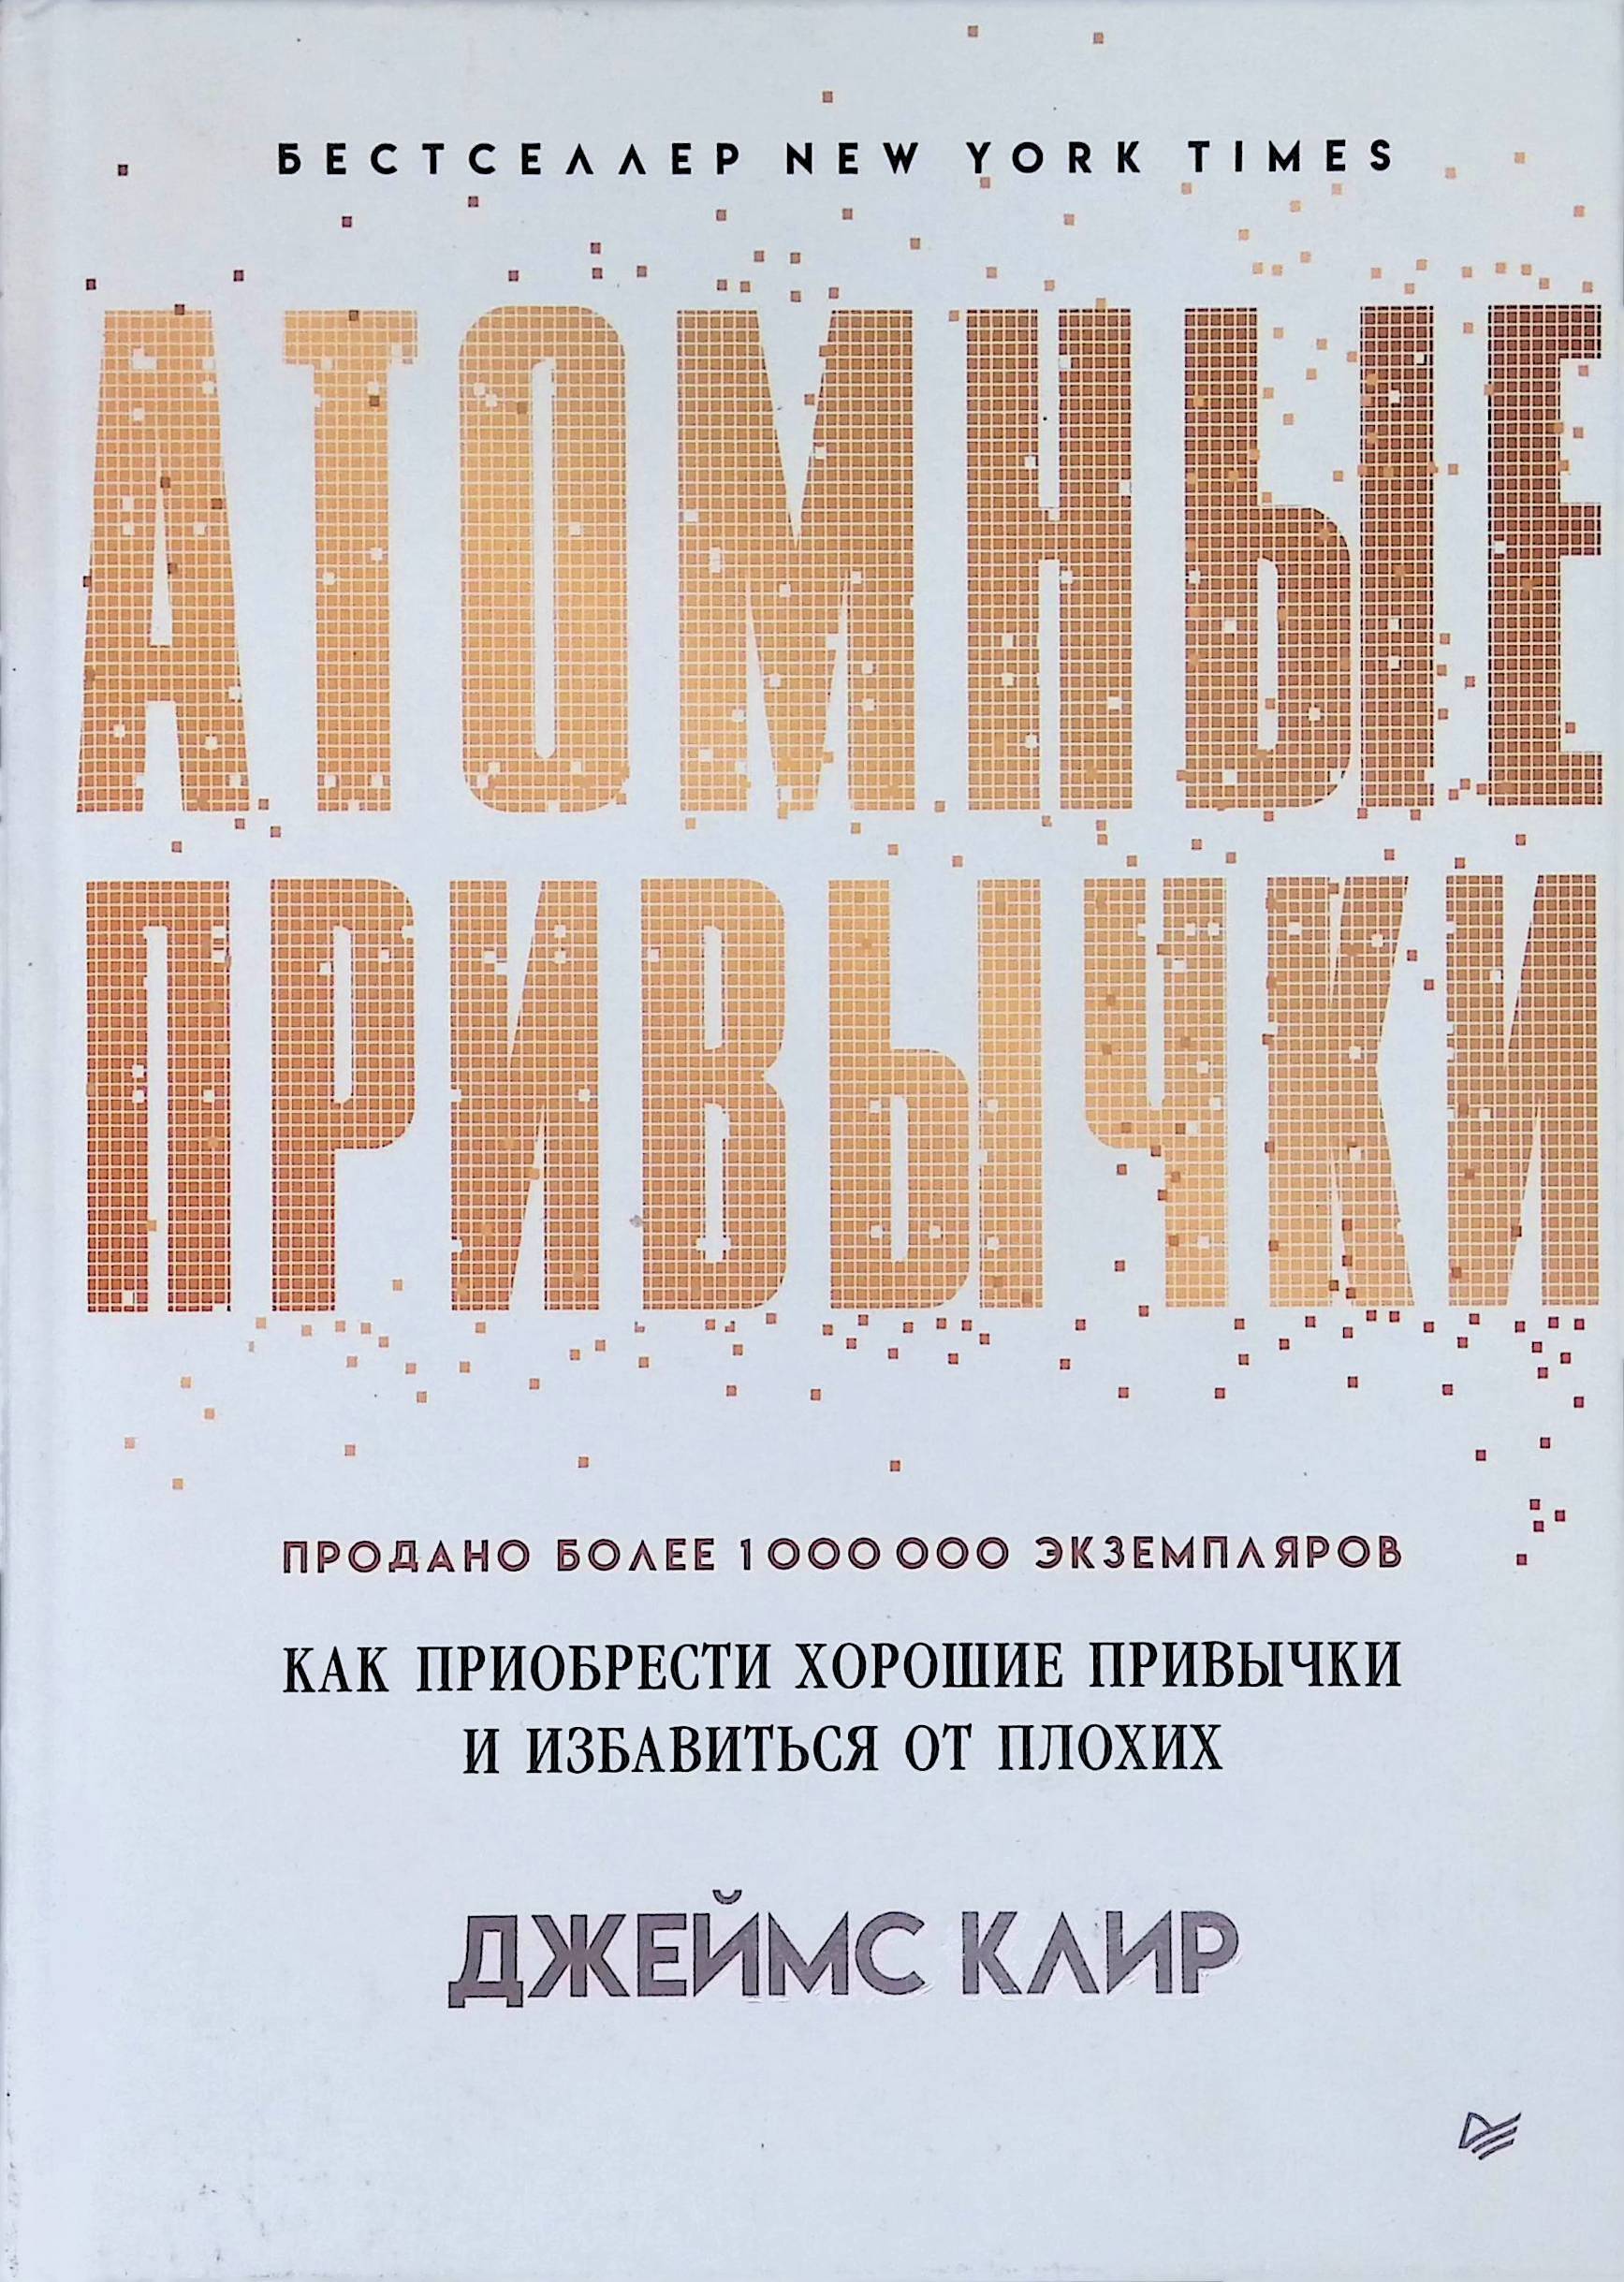 БЕСТСЕЛЛЕР NEW YORK TIMES
АТОМНЫЕ
ПРИВЫЧКИ
ПРОДАНО БОЛЕЕ 1 000 000 ЭКЗЕМПЛЯРОВ
КАК ПРИОБРЕСТИ ХОРОШИЕ ПРИВЫЧКИ
И ИЗБАВИТЬСЯ ОТ ПЛОХИХ
ДЖЕЙМС КЛИР